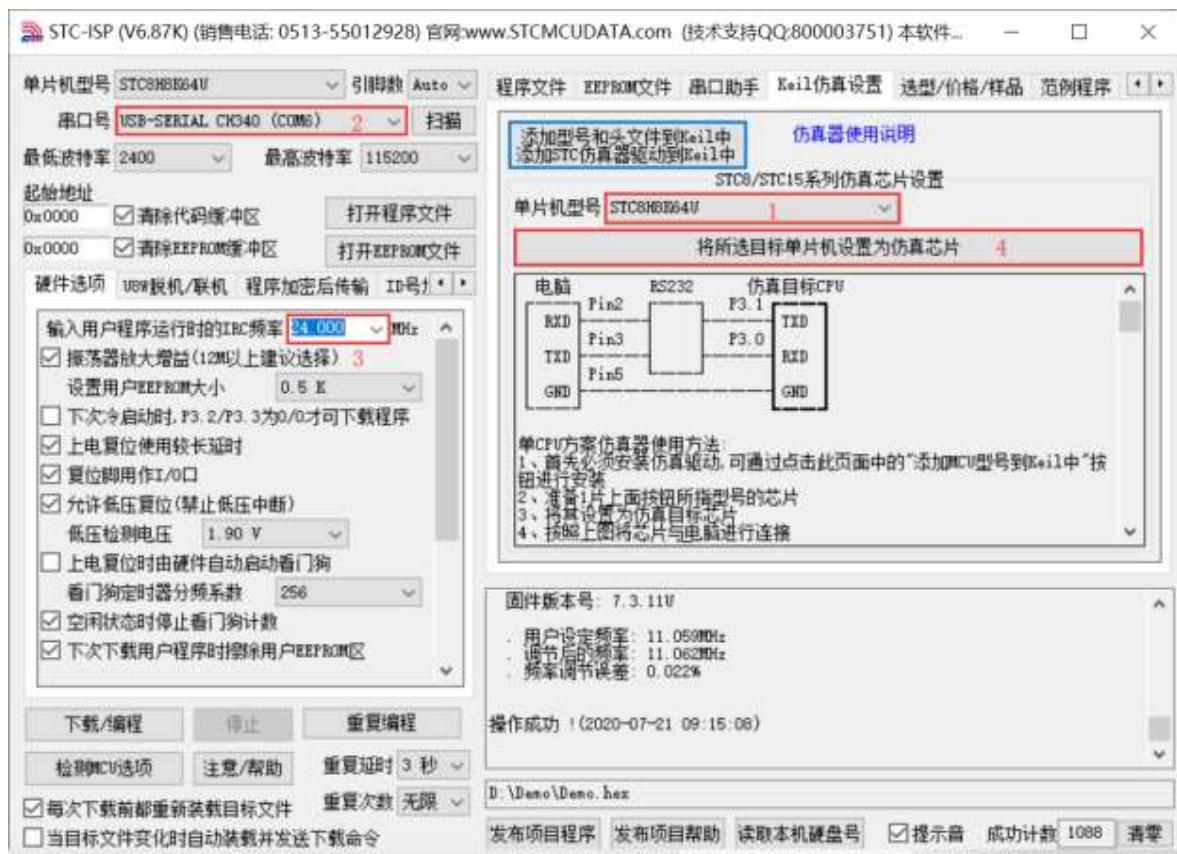 STC-ISP (V6.87K) (销售电话: 0513-55012928) 官网:www.STCMCUDATA.com (技术支持QQ:800003751) 本软件...
单片机型号 STC8H8K64U 引脚数 Auto
串口号 USB-SERIAL CH340 (COM6) 2 扫描
最低波特率 2400 最高波特率 115200
起始地址
0x0000 清除代码缓冲区 打开程序文件
0x0000 清除EEPROM缓冲区 打开EEPROM文件
硬件选项 U8W脱机/联机 程序加密后传输 ID号
输入用户程序运行时的IRC频率 24.000 MHz
振荡器放大增益(12M以上建议选择) 3
设置用户EEPROM大小 0.5 K
下次冷启动时,P3.2/P3.3为0/0才可下载程序
上电复位使用较长延时
复位脚用作I/O口
允许低压复位(禁止低压中断)
低压检测电压 1.90 V
上电复位时由硬件自动启动看门狗
看门狗定时器分频系数 256
空闲状态时停止看门狗计数
下次下载用户程序时擦除用户EEPROM区
下载/编程 停止 重复编程
检测MCU选项 注意/帮助 重复延时 3 秒
每次下载前都重新装载目标文件 重复次数 无限
当目标文件变化时自动装载并发送下载命令
程序文件 EEPROM文件 串口助手 Keil仿真设置 选型/价格/样品 范例程序
添加型号和头文件到Keil中
添加STC仿真器驱动到Keil中
仿真器使用说明
STC8/STC15系列仿真芯片设置
单片机型号 STC8H8K64U 1
将所选目标单片机设置为仿真芯片 4
电脑 RS232 仿真目标CPU
Pin2 P3.1
RXD TXD
Pin3 P3.0
TXD RXD
Pin5
GND GND
单CPU方案仿真器使用方法:
1、首先必须安装仿真驱动,可通过点击此页面中的"添加MCU型号到Keil中"按
钮进行安装
2、准备1片上面按钮所指型号的芯片
3、将其设置为仿真目标芯片
4、按照上图将芯片与电脑进行连接
固件版本号: 7.3.11U
. 用户设定频率: 11.059MHz
. 调节后的频率: 11.062MHz
. 频率调节误差: 0.022%
操作成功 !(2020-07-21 09:15:08)
D:\Demo\Demo.hex
发布项目程序 发布项目帮助 读取本机硬盘号 提示音 成功计数 1088 清零